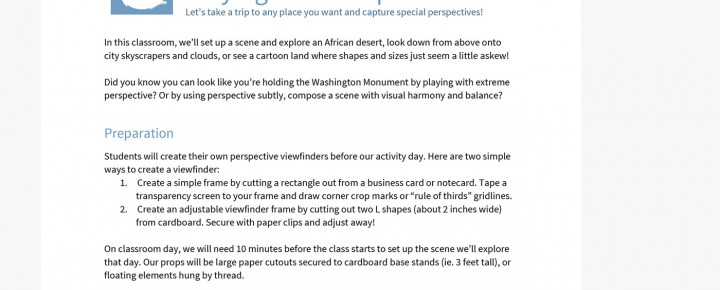 Let's take a trip to any place you want and capture special perspectives!
In this classroom, we'll set up a scene and explore an African desert, look down from above onto
city skyscrapers and clouds, or see a cartoon land where shapes and sizes just seem a little askew!
Did you know you can look like you're holding the Washington Monument by playing with extreme
perspective? Or by using perspective subtly, compose a scene with visual harmony and balance?
Preparation
Students will create their own perspective viewfinders before our activity day. Here are two simple
ways to create a viewfinder:
1. Create a simple frame by cutting a rectangle out from a business card or notecard. Tape a
transparency screen to your frame and draw corner crop marks or “rule of thirds” gridlines.
2. Create an adjustable viewfinder frame by cutting out two L shapes (about 2 inches wide)
from cardboard. Secure with paper clips and adjust away!
On classroom day, we will need 10 minutes before the class starts to set up the scene we'll explore
that day. Our props will be large paper cutouts secured to cardboard base stands (ie. 3 feet tall), or
floating elements hung by thread.